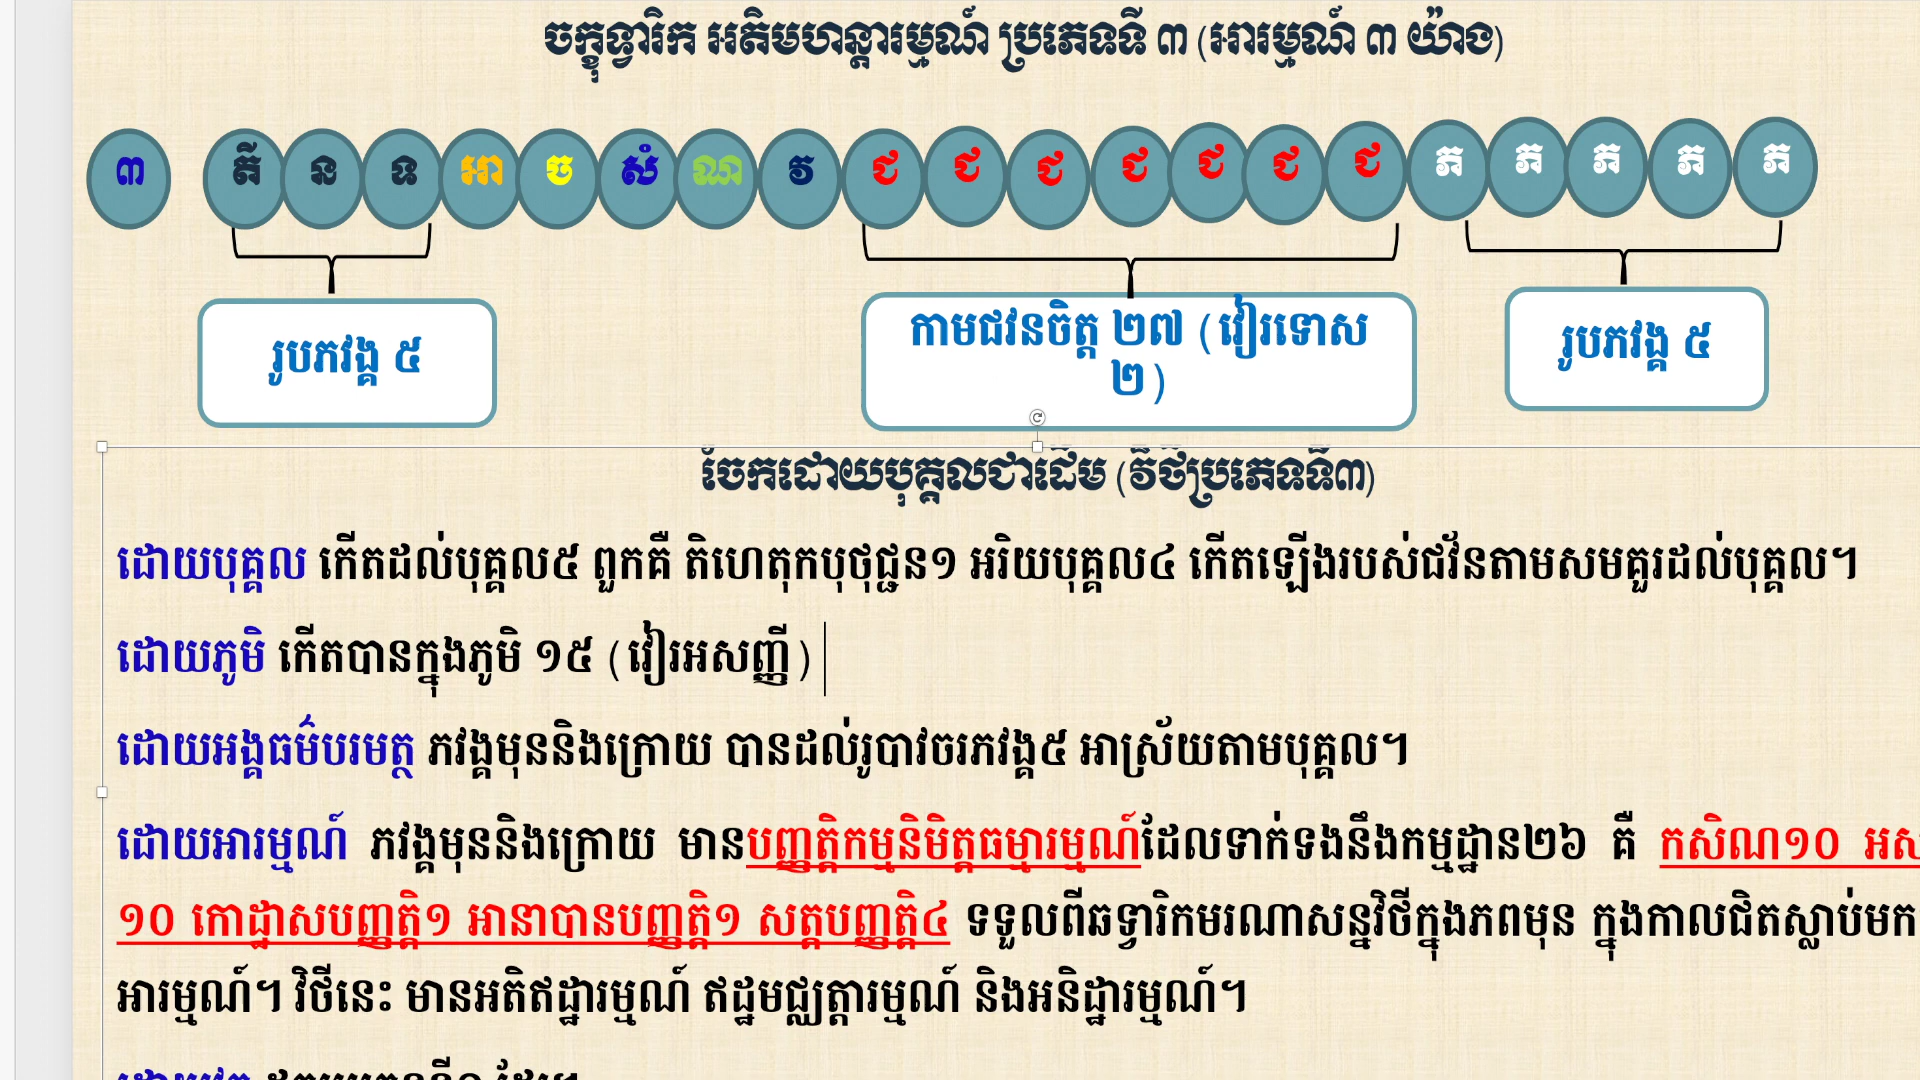 ចក្ខុទ្វារិក អតិមហន្តារម្មណ៍ ប្រភេទទី ៣ (អារម្មណ៍ ៣ យ៉ាង)
៣ តី ន ទ អា ច សំ ណ វ ជ ជ ជ ជ ជ ជ ជ ភ ភ ភ ភ ភ
រូបភវង្គ ៥
កាមជវនចិត្ត ២៧ (វៀរទោស
២)
រូបភវង្គ ៥
ចែកដោយបុគ្គលជាដើម (វិថីប្រភេទទី៣)
ដោយបុគ្គល កើតដល់បុគ្គល៥ ពួកគឺ តិហេតុកបុថុជ្ជន១ អរិយបុគ្គល៤ កើតឡើងរបស់ជវ័នតាមសមគួរដល់បុគ្គល។
ដោយភូមិ កើតបានក្នុងភូមិ ១៥ (វៀរអសញ្ញី)
ដោយអង្គធម៌បរមត្ថ ភវង្គមុននិងក្រោយ បានដល់រូបាវចរភវង្គ៥ អាស្រ័យតាមបុគ្គល។
ដោយអារម្មណ៍ ភវង្គមុននិងក្រោយ មានបញ្ញត្តិកម្មនិមិត្តធម្មារម្មណ៍ដែលទាក់ទងនឹងកម្មដ្ឋាន២៦ គឺ កសិណ១០
១០ កោដ្ឋាសបញ្ញត្តិ១ អានាបានបញ្ញត្តិ១ សត្តបញ្ញត្តិ៤ ទទួលពីឆទ្វារិកមរណាសន្នវិថីក្នុងភពមុន ក្នុងកាលជិតស្លាប់មក
អារម្មណ៍។ វិថីនេះ មានអតិឥដ្ឋារម្មណ៍ ឥដ្ឋមជ្ឈត្តារម្មណ៍ និងអនិដ្ឋារម្មណ៍។